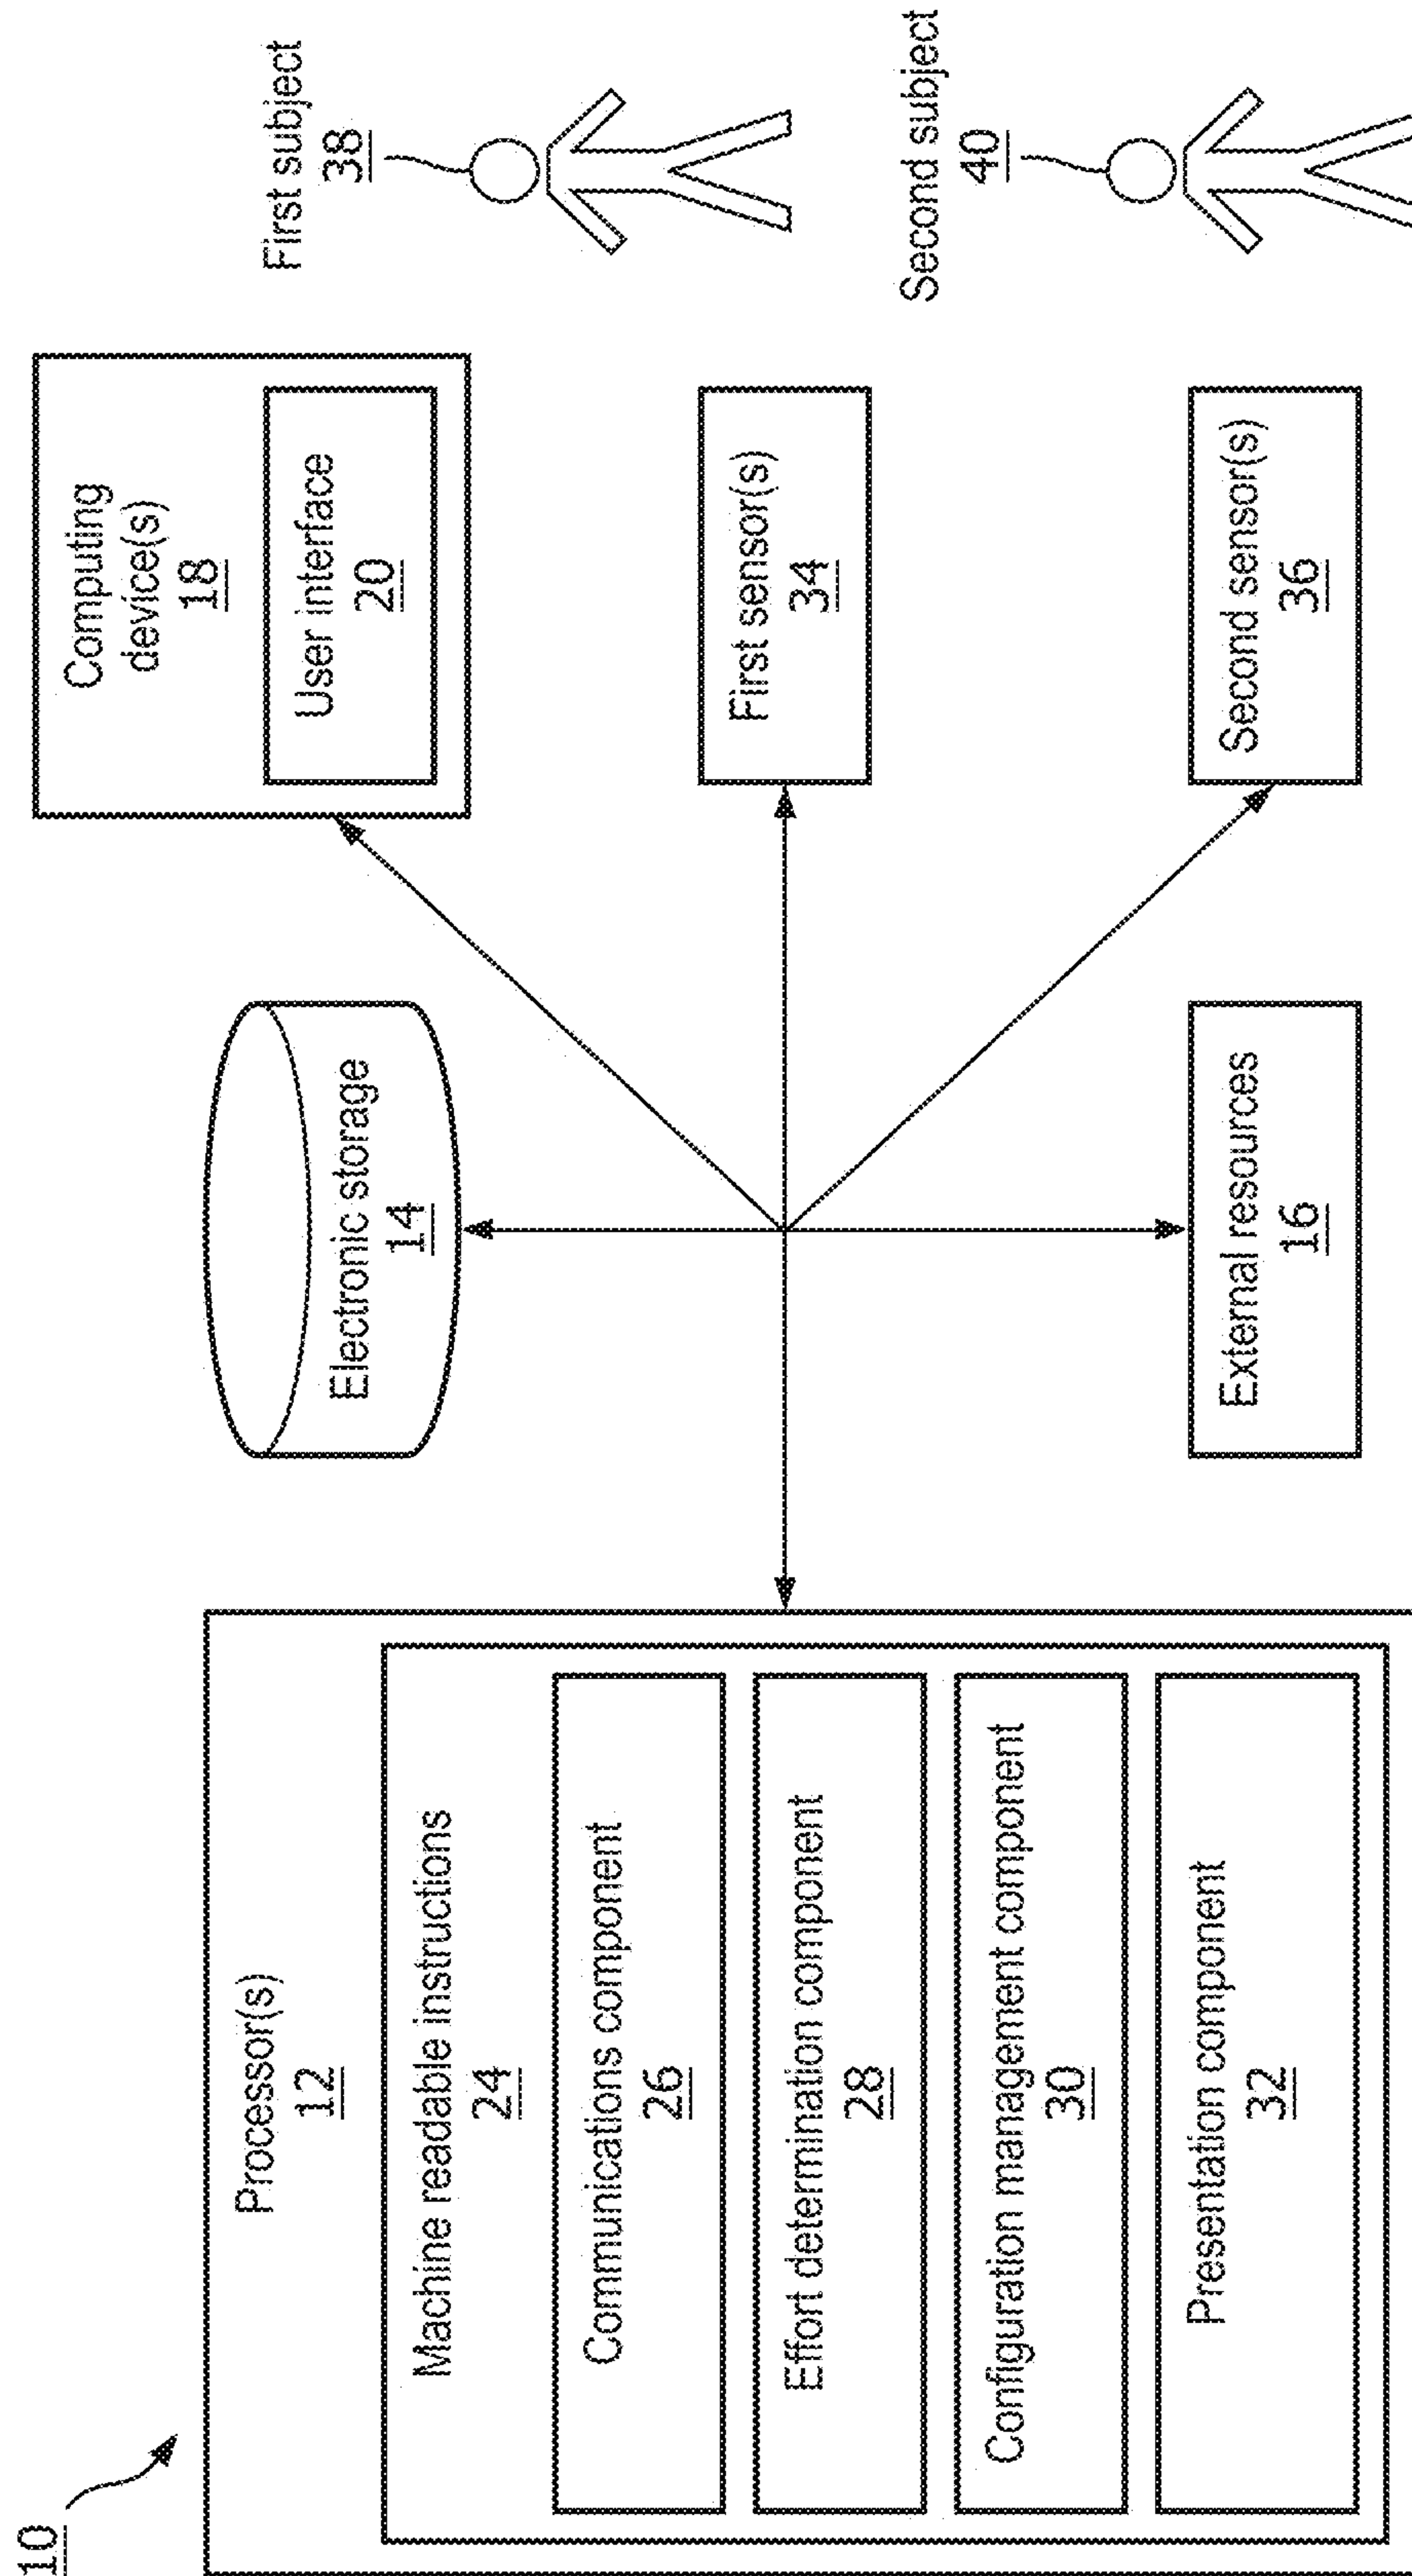 10
Processor(s)
12
Machine readable instructions
24
Communications component
26
Effort determination component
28
Configuration management component
30
Presentation component
32
Electronic storage
14
External resources
16
Computing
device(s)
18
User interface
20
First sensor(s)
34
Second sensor(s)
36
First subject
38
Second subject
40